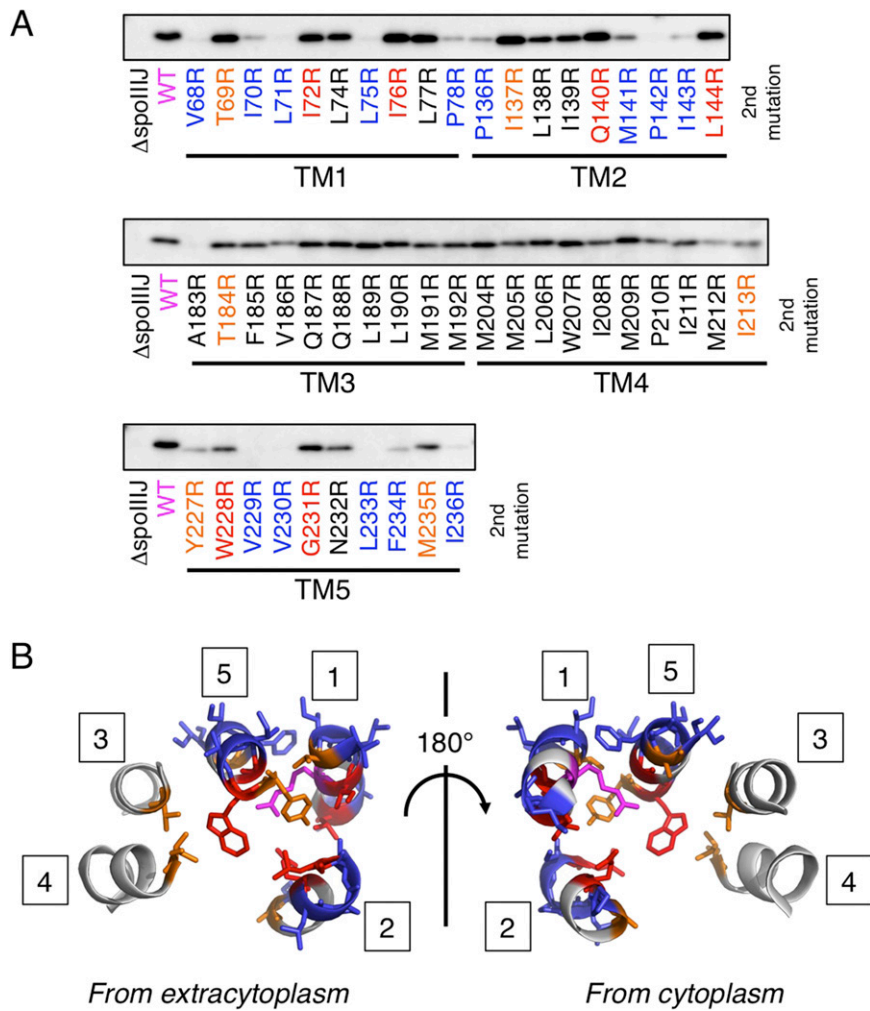 A
ΔspoIIIJ
WT
V68R
T69R
I70R
L71R
I72R
L74R
L75R
I76R
L77R
P78R
P136R
I137R
L138R
I139R
Q140R
M141R
P142R
I143R
L144R
2nd
mutation
TM1
TM2
ΔspoIIIJ
WT
A183R
T184R
F185R
V186R
Q187R
Q188R
L189R
L190R
M191R
M192R
M204R
M205R
L206R
W207R
I208R
M209R
P210R
I211R
M212R
I213R
2nd
mutation
TM3
TM4
ΔspoIIIJ
WT
Y227R
W228R
V229R
V230R
G231R
N232R
L233R
F234R
M235R
I236R
2nd
mutation
TM5
B
5
1
1
5
3
180°
3
4
4
2
2
From extracytoplasm
From cytoplasm